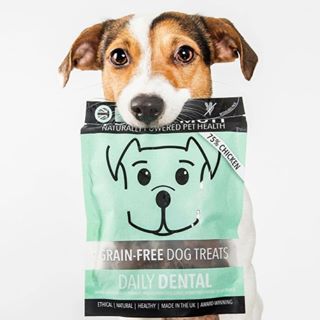 NATURALLY POWERED PET HEALTH
75% CHICKEN
GRAIN-FREE DOG TREATS
DAILY DENTAL
ETHICAL | NATURAL | HEALTHY | MADE IN THE UK | AWARD-WINNING